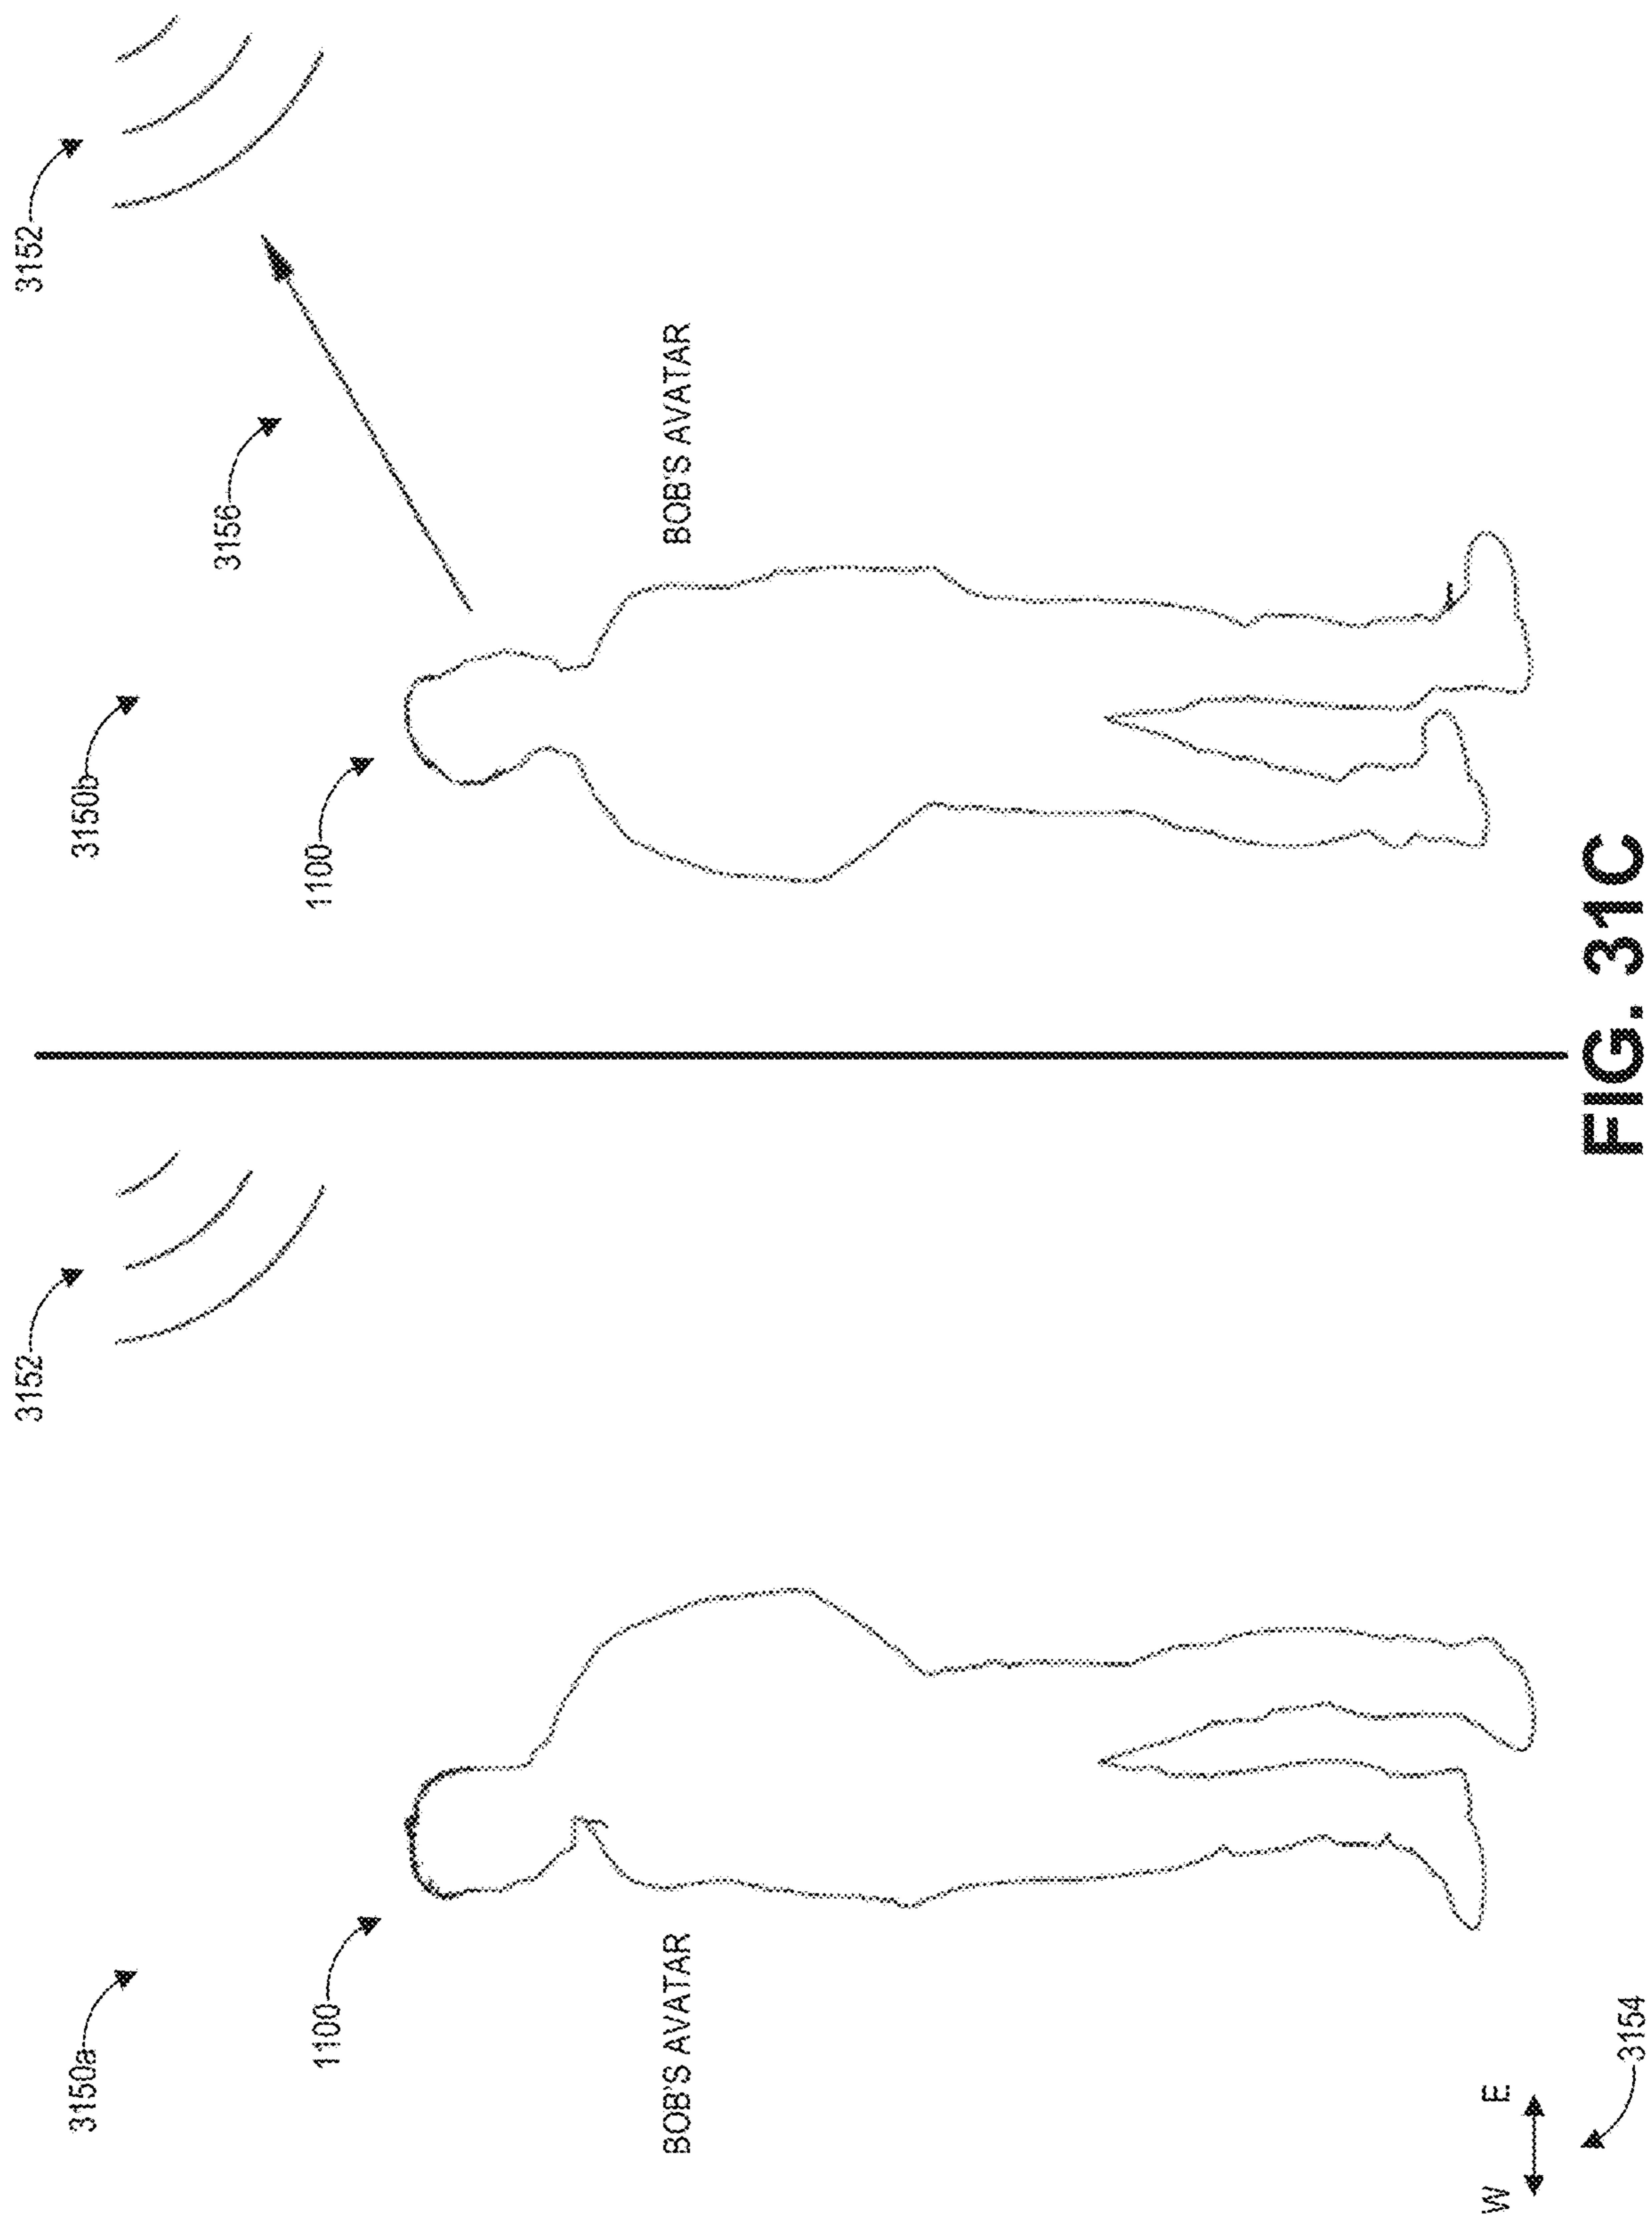 3150a
3152
1100
BOB'S AVATAR
W E
3154
3150b
3152
3156
1100
BOB'S AVATAR
FIG. 31C